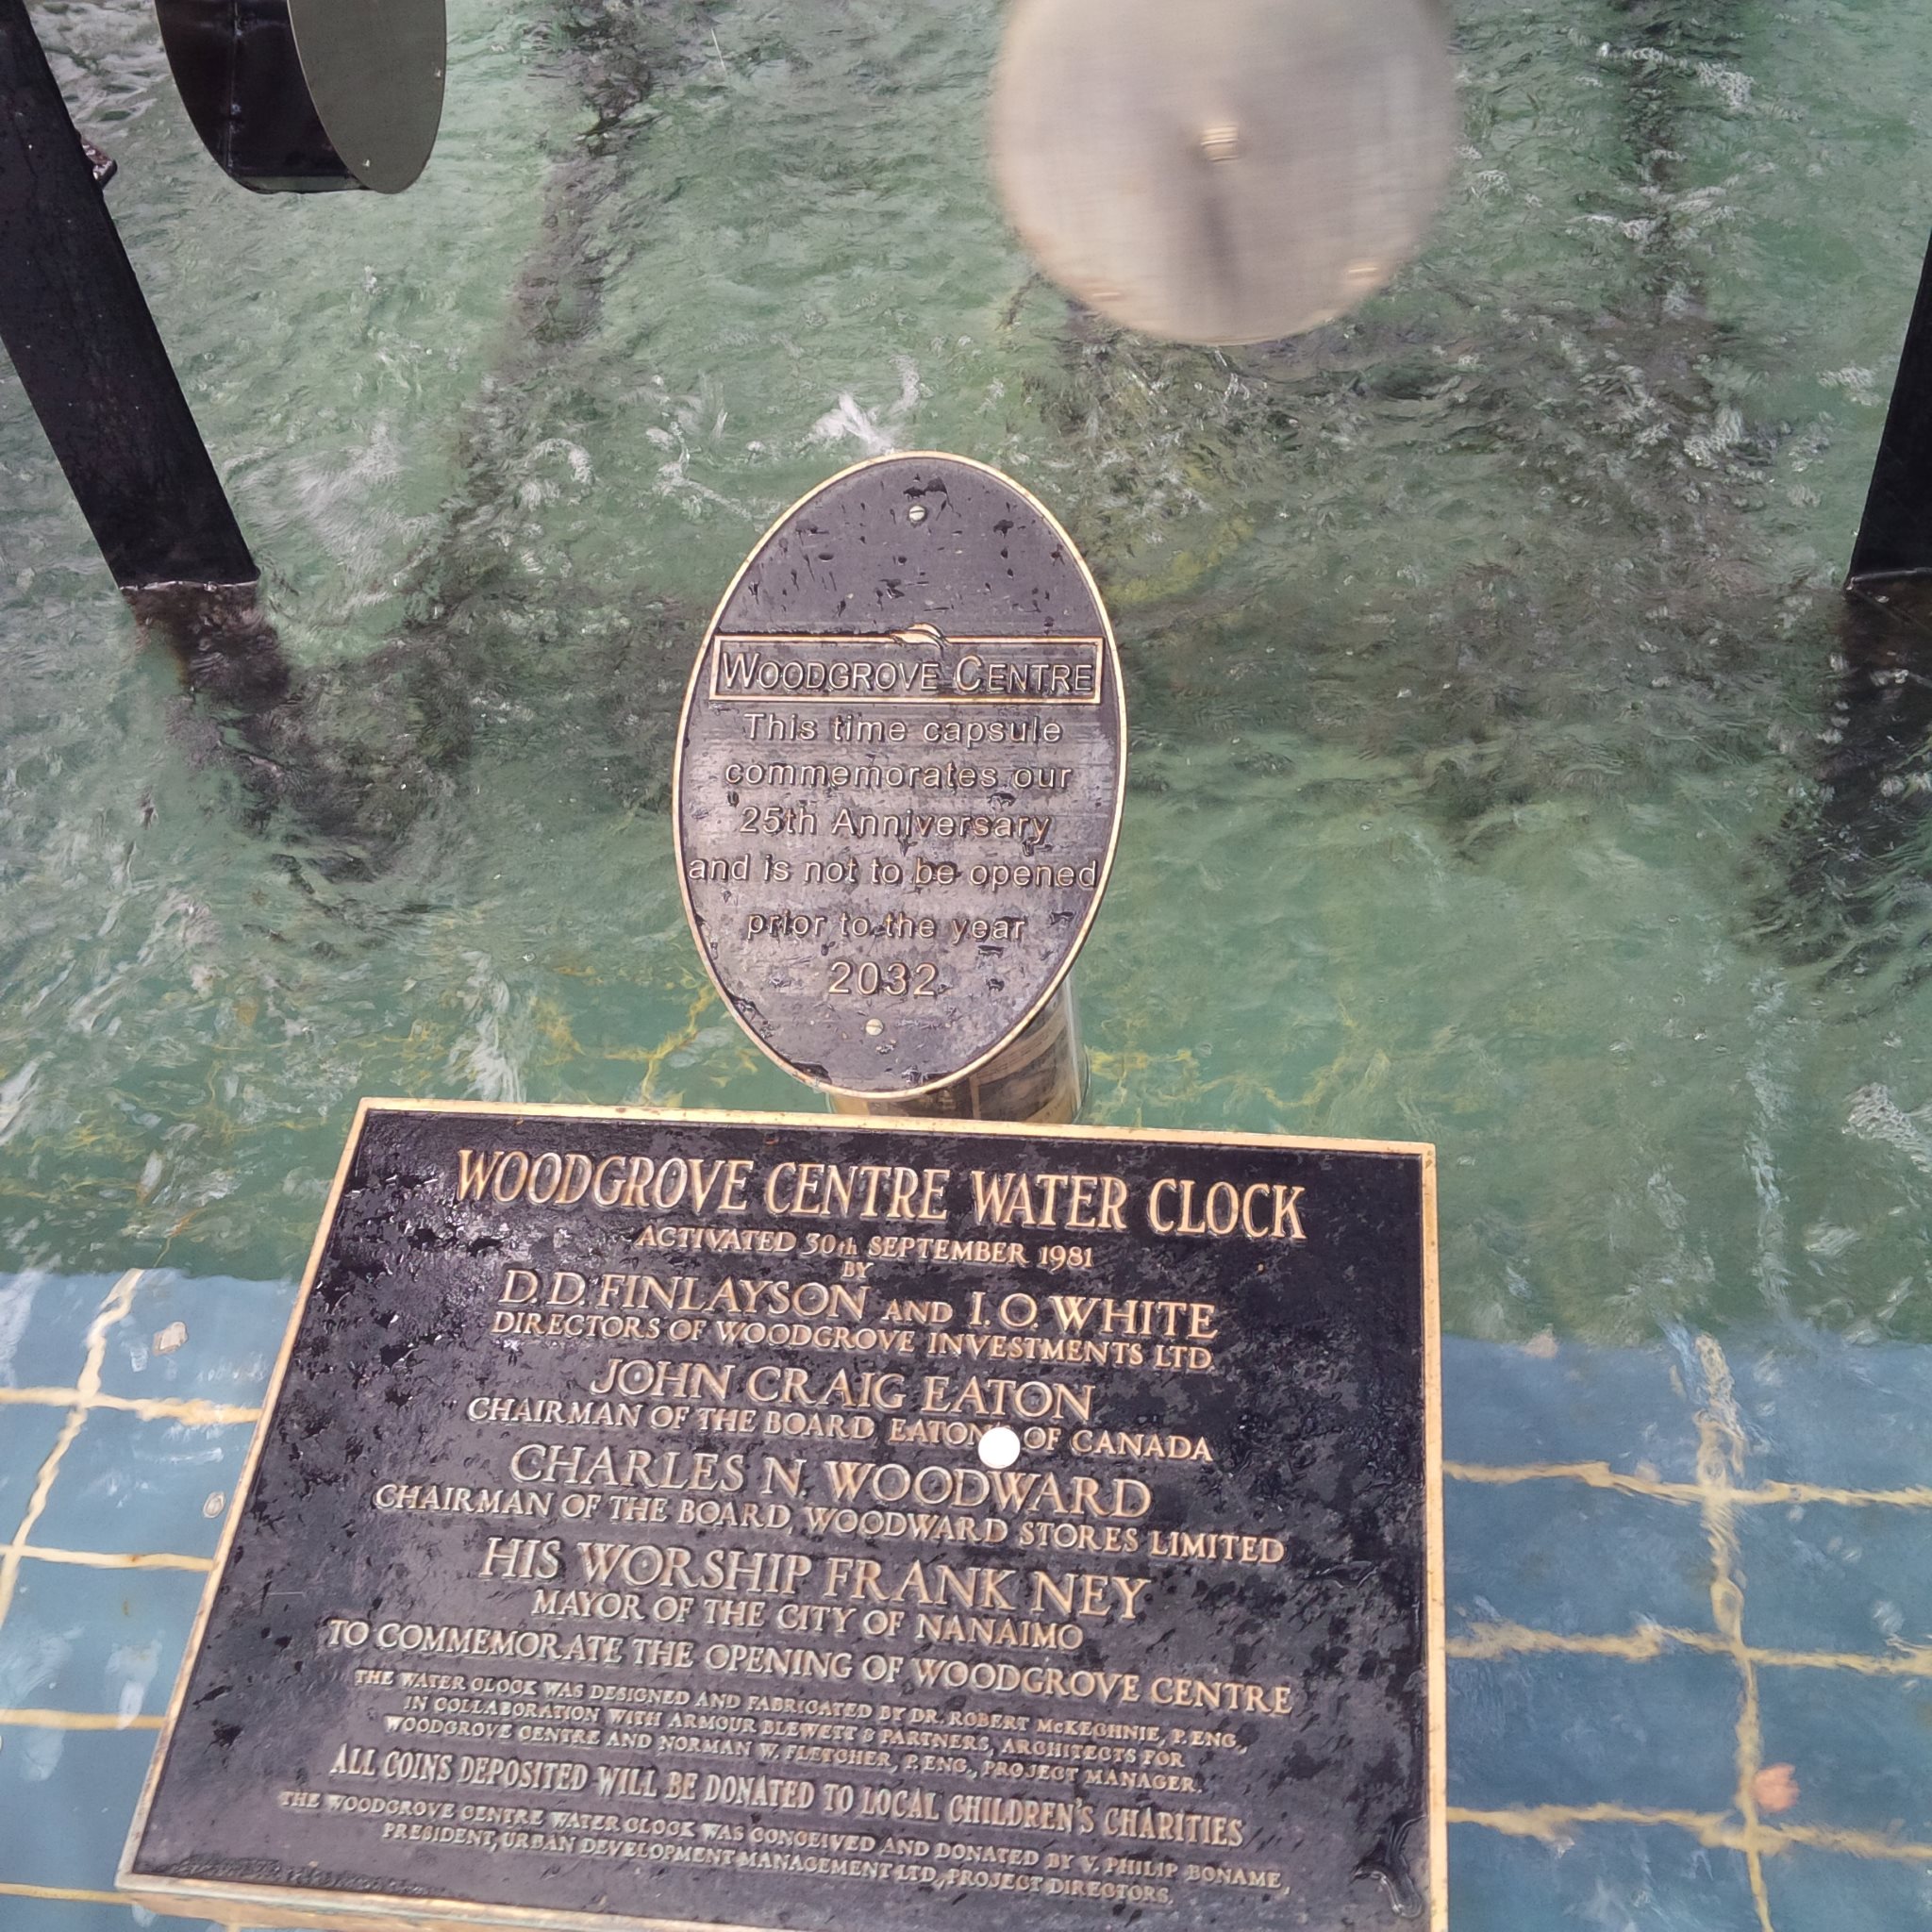 WOODGROVE CENTRE
This time capsule
commemorates our
25th Anniversary
and is not to be opened
prior to the year
2032
WOODGROVE CENTRE WATER CLOCK
ACTIVATED 30th SEPTEMBER 1981
BY
D.D. FINLAYSON AND I.O. WHITE
DIRECTORS OF WOODGROVE INVESTMENTS LTD.
JOHN CRAIG EATON
CHAIRMAN OF THE BOARD EATON OF CANADA
CHARLES N. WOODWARD
CHAIRMAN OF THE BOARD, WOODWARD STORES LIMITED
HIS WORSHIP FRANK NEY
MAYOR OF THE CITY OF NANAIMO
TO COMMEMORATE THE OPENING OF WOODGROVE CENTRE
THE WATER CLOCK WAS DESIGNED AND FABRICATED BY DR. ROBERT McKECHNIE, P. ENG.,
IN COLLABORATION WITH ARMOUR BLEWETT & PARTNERS, ARCHITECTS FOR
WOODGROVE CENTRE AND NORMAN W. FLETCHER, P. ENG., PROJECT MANAGER.
ALL COINS DEPOSITED WILL BE DONATED TO LOCAL CHILDREN'S CHARITIES
THE WOODGROVE CENTRE WATER CLOCK WAS CONCEIVED AND DONATED BY V. PHILIP BONAME,
PRESIDENT, URBAN DEVELOPMENT MANAGEMENT LTD., PROJECT DIRECTORS.